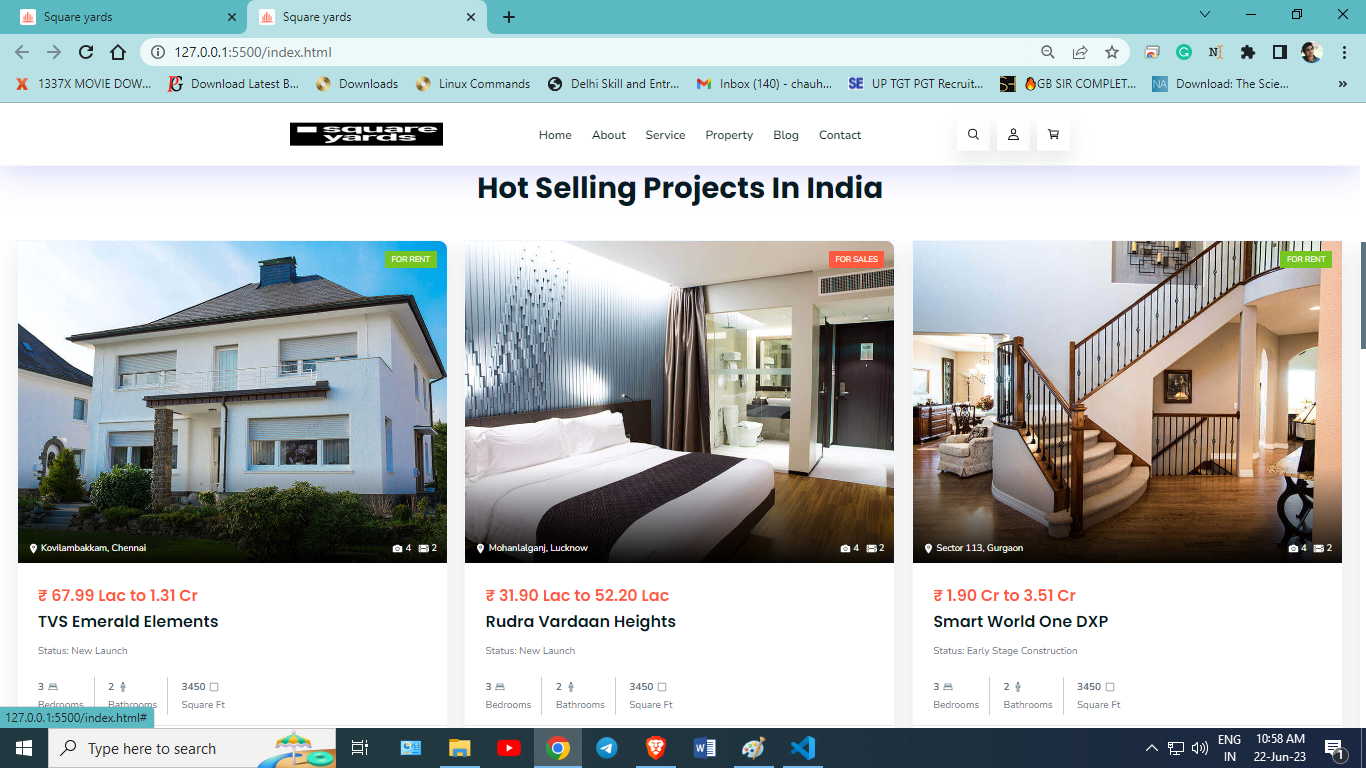 Square yards
Square yards
127.0.0.1:5500/index.html
1337X MOVIE DOW...
Download Latest B...
Downloads
Linux Commands
Delhi Skill and Entr...
Inbox (140) - chauh...
UP TGT PGT Recruit...
GB SIR COMPLET...
Download: The Scie...
»
square
yards
Home
About
Service
Property
Blog
Contact
Hot Selling Projects In India
FOR RENT
Kovilambakkam, Chennai
4
2
₹ 67.99 Lac to 1.31 Cr
TVS Emerald Elements
Status: New Launch
3
2
3450
Bedrooms
Bathrooms
Square Ft
FOR SALES
Mohanlalganj, Lucknow
4
2
₹ 31.90 Lac to 52.20 Lac
Rudra Vardaan Heights
Status: New Launch
3
2
3450
Bedrooms
Bathrooms
Square Ft
FOR RENT
Sector 113, Gurgaon
4
2
₹ 1.90 Cr to 3.51 Cr
Smart World One DXP
Status: Early Stage Construction
3
2
3450
Bedrooms
Bathrooms
Square Ft
127.0.0.1:5500/index.html#
Type here to search
ENG
IN
10:58 AM
22-Jun-23
1